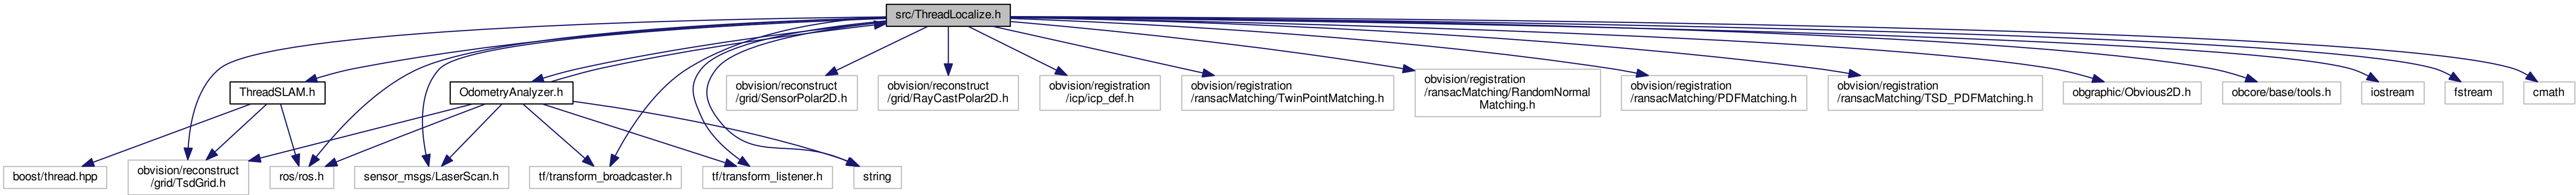 src/ThreadLocalize.h
ThreadSLAM.h
OdometryAnalyzer.h
obvision/reconstruct
/grid/SensorPolar2D.h
obvision/reconstruct
/grid/RayCastPolar2D.h
obvision/registration
/icp/icp_def.h
obvision/registration
/ransacMatching/TwinPointMatching.h
obvision/registration
/ransacMatching/RandomNormal
Matching.h
obvision/registration
/ransacMatching/PDFMatching.h
obvision/registration
/ransacMatching/TSD_PDFMatching.h
obgraphic/Obvious2D.h
obcore/base/tools.h
iostream
fstream
cmath
boost/thread.hpp
obvision/reconstruct
/grid/TsdGrid.h
ros/ros.h
sensor_msgs/LaserScan.h
tf/transform_broadcaster.h
tf/transform_listener.h
string